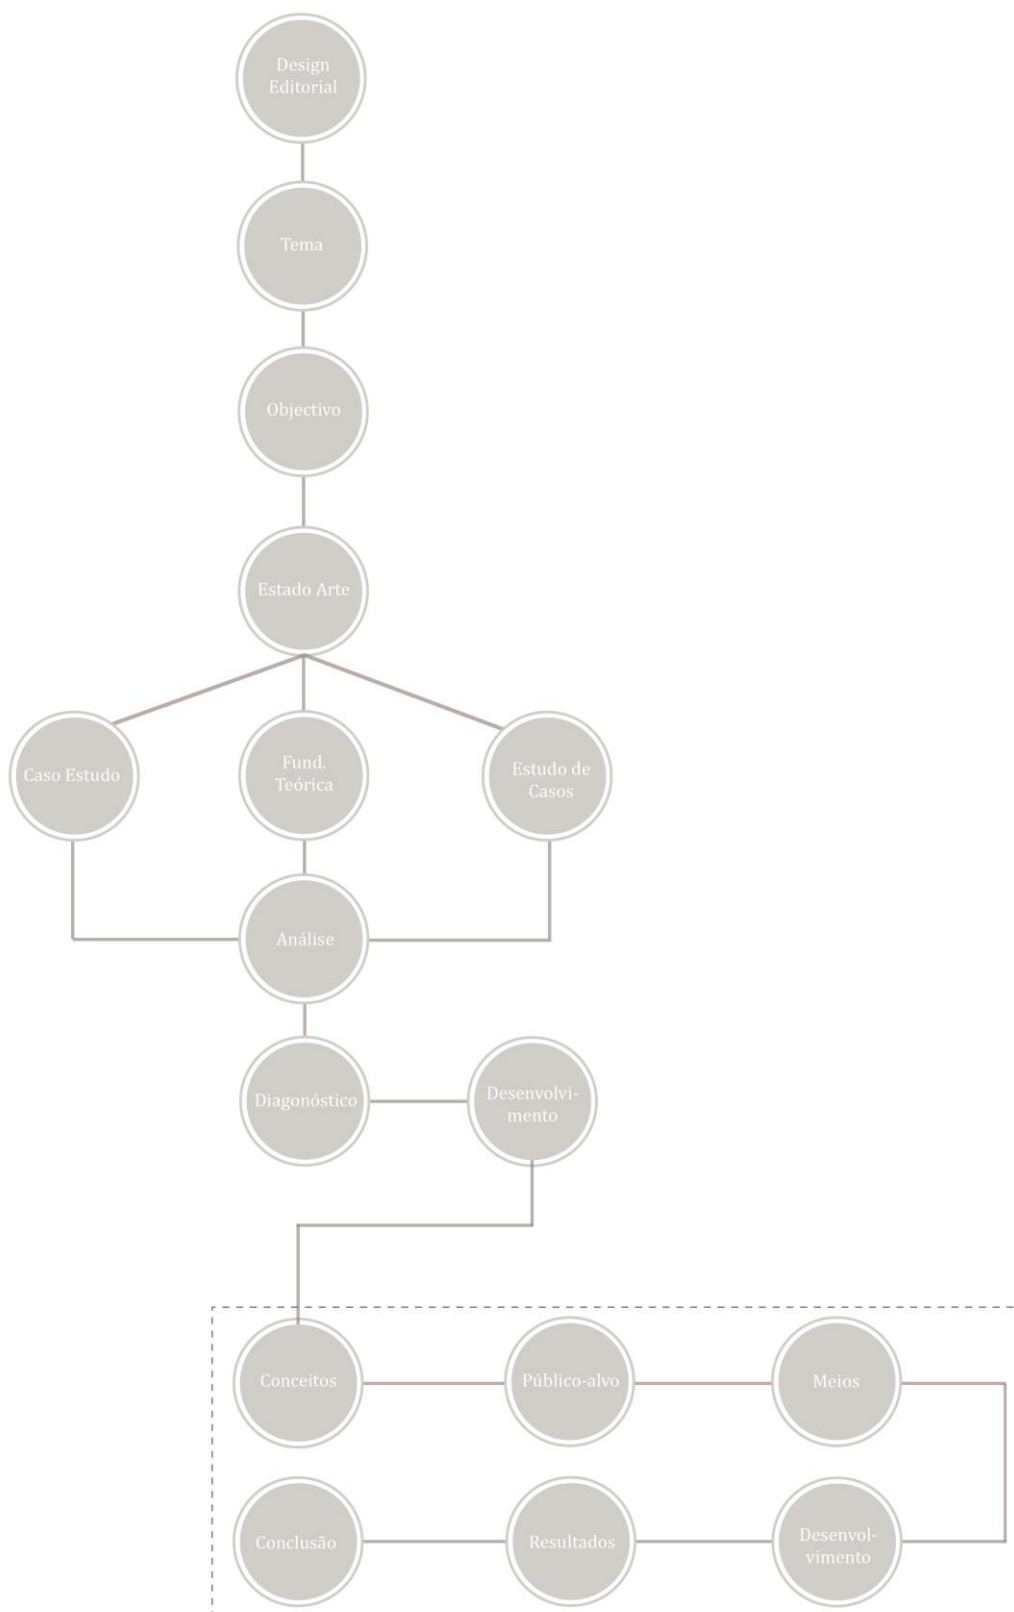 Design
Editorial
Tema
Objectivo
Estado Arte
Caso Estudo
Fund.
Teórica
Estudo de
Casos
Análise
Diagonóstico
Desenvolvi-
mento
Conceitos
Público-alvo
Meios
Conclusão
Resultados
Desenvol-
vimento